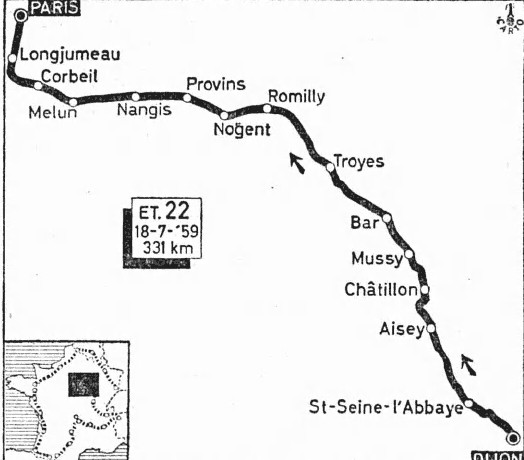 PARIS
Longjumeau
Corbeil
Melun
Nangis
Provins
Nogent
Romilly
Troyes
ET. 22
18-7-'59
331 km
Bar
Mussy
Châtillon
Aisey
St-Seine-l'Abbaye
DIJON